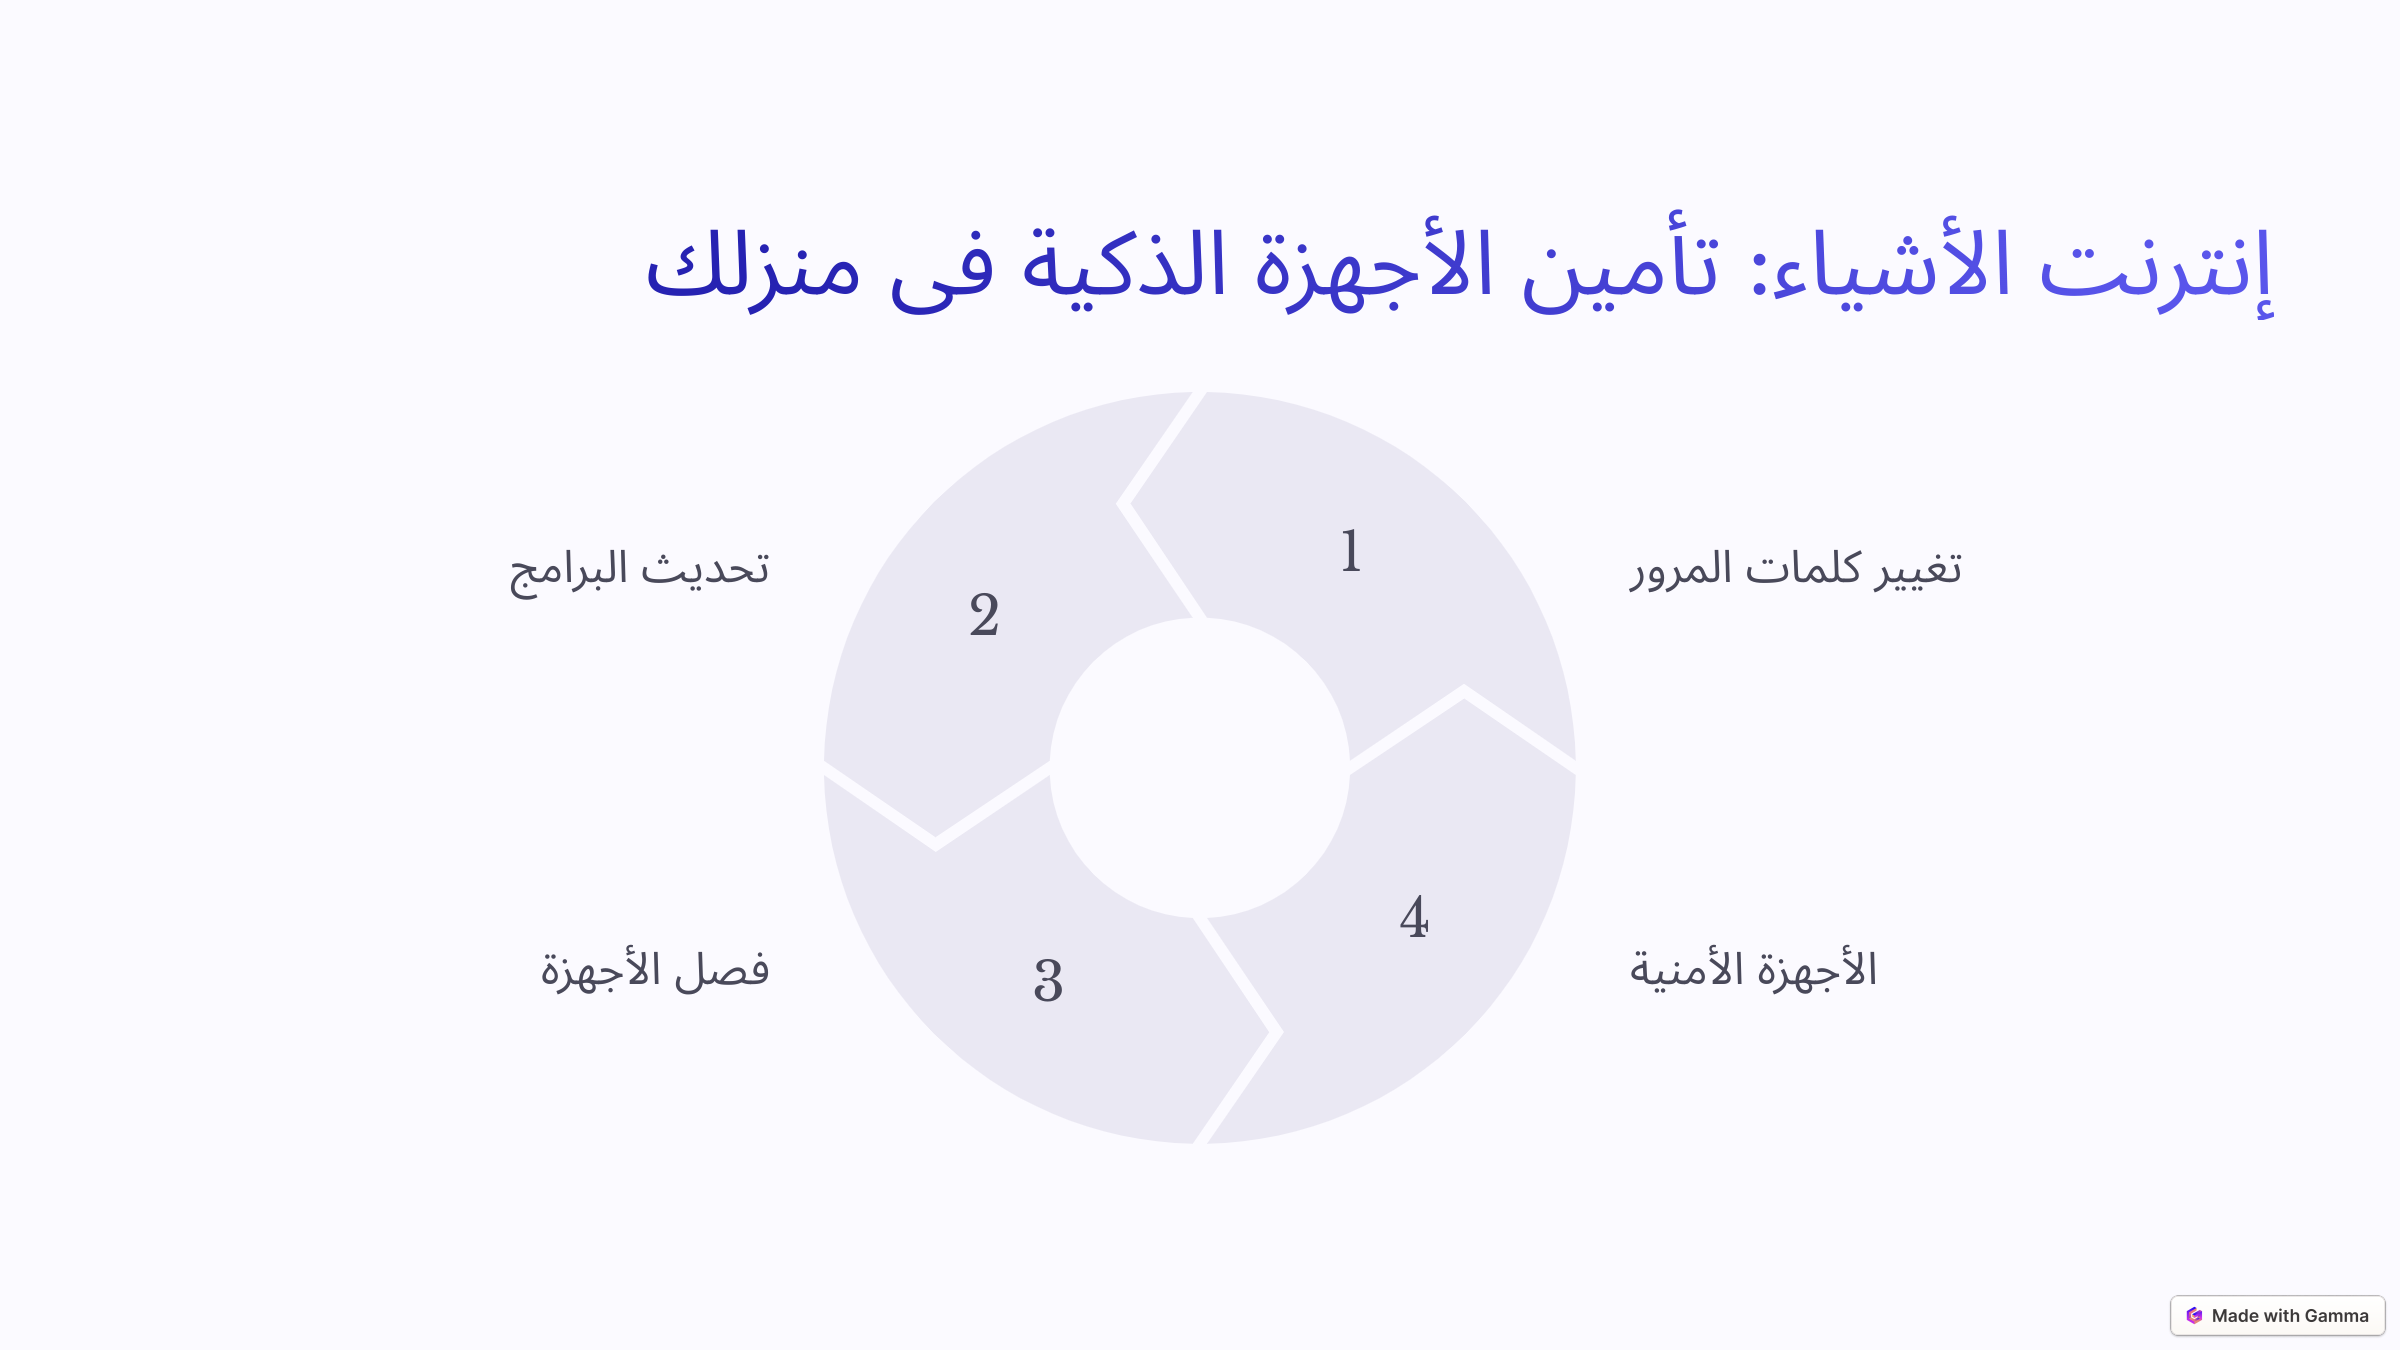 إنترنت الأشياء: تأمين الأجهزة الذكية فى منزلك
1
تغيير كلمات المرور
2
تحديث البرامج
3
فصل الأجهزة
4
الأجهزة الأمنية
Made with Gamma